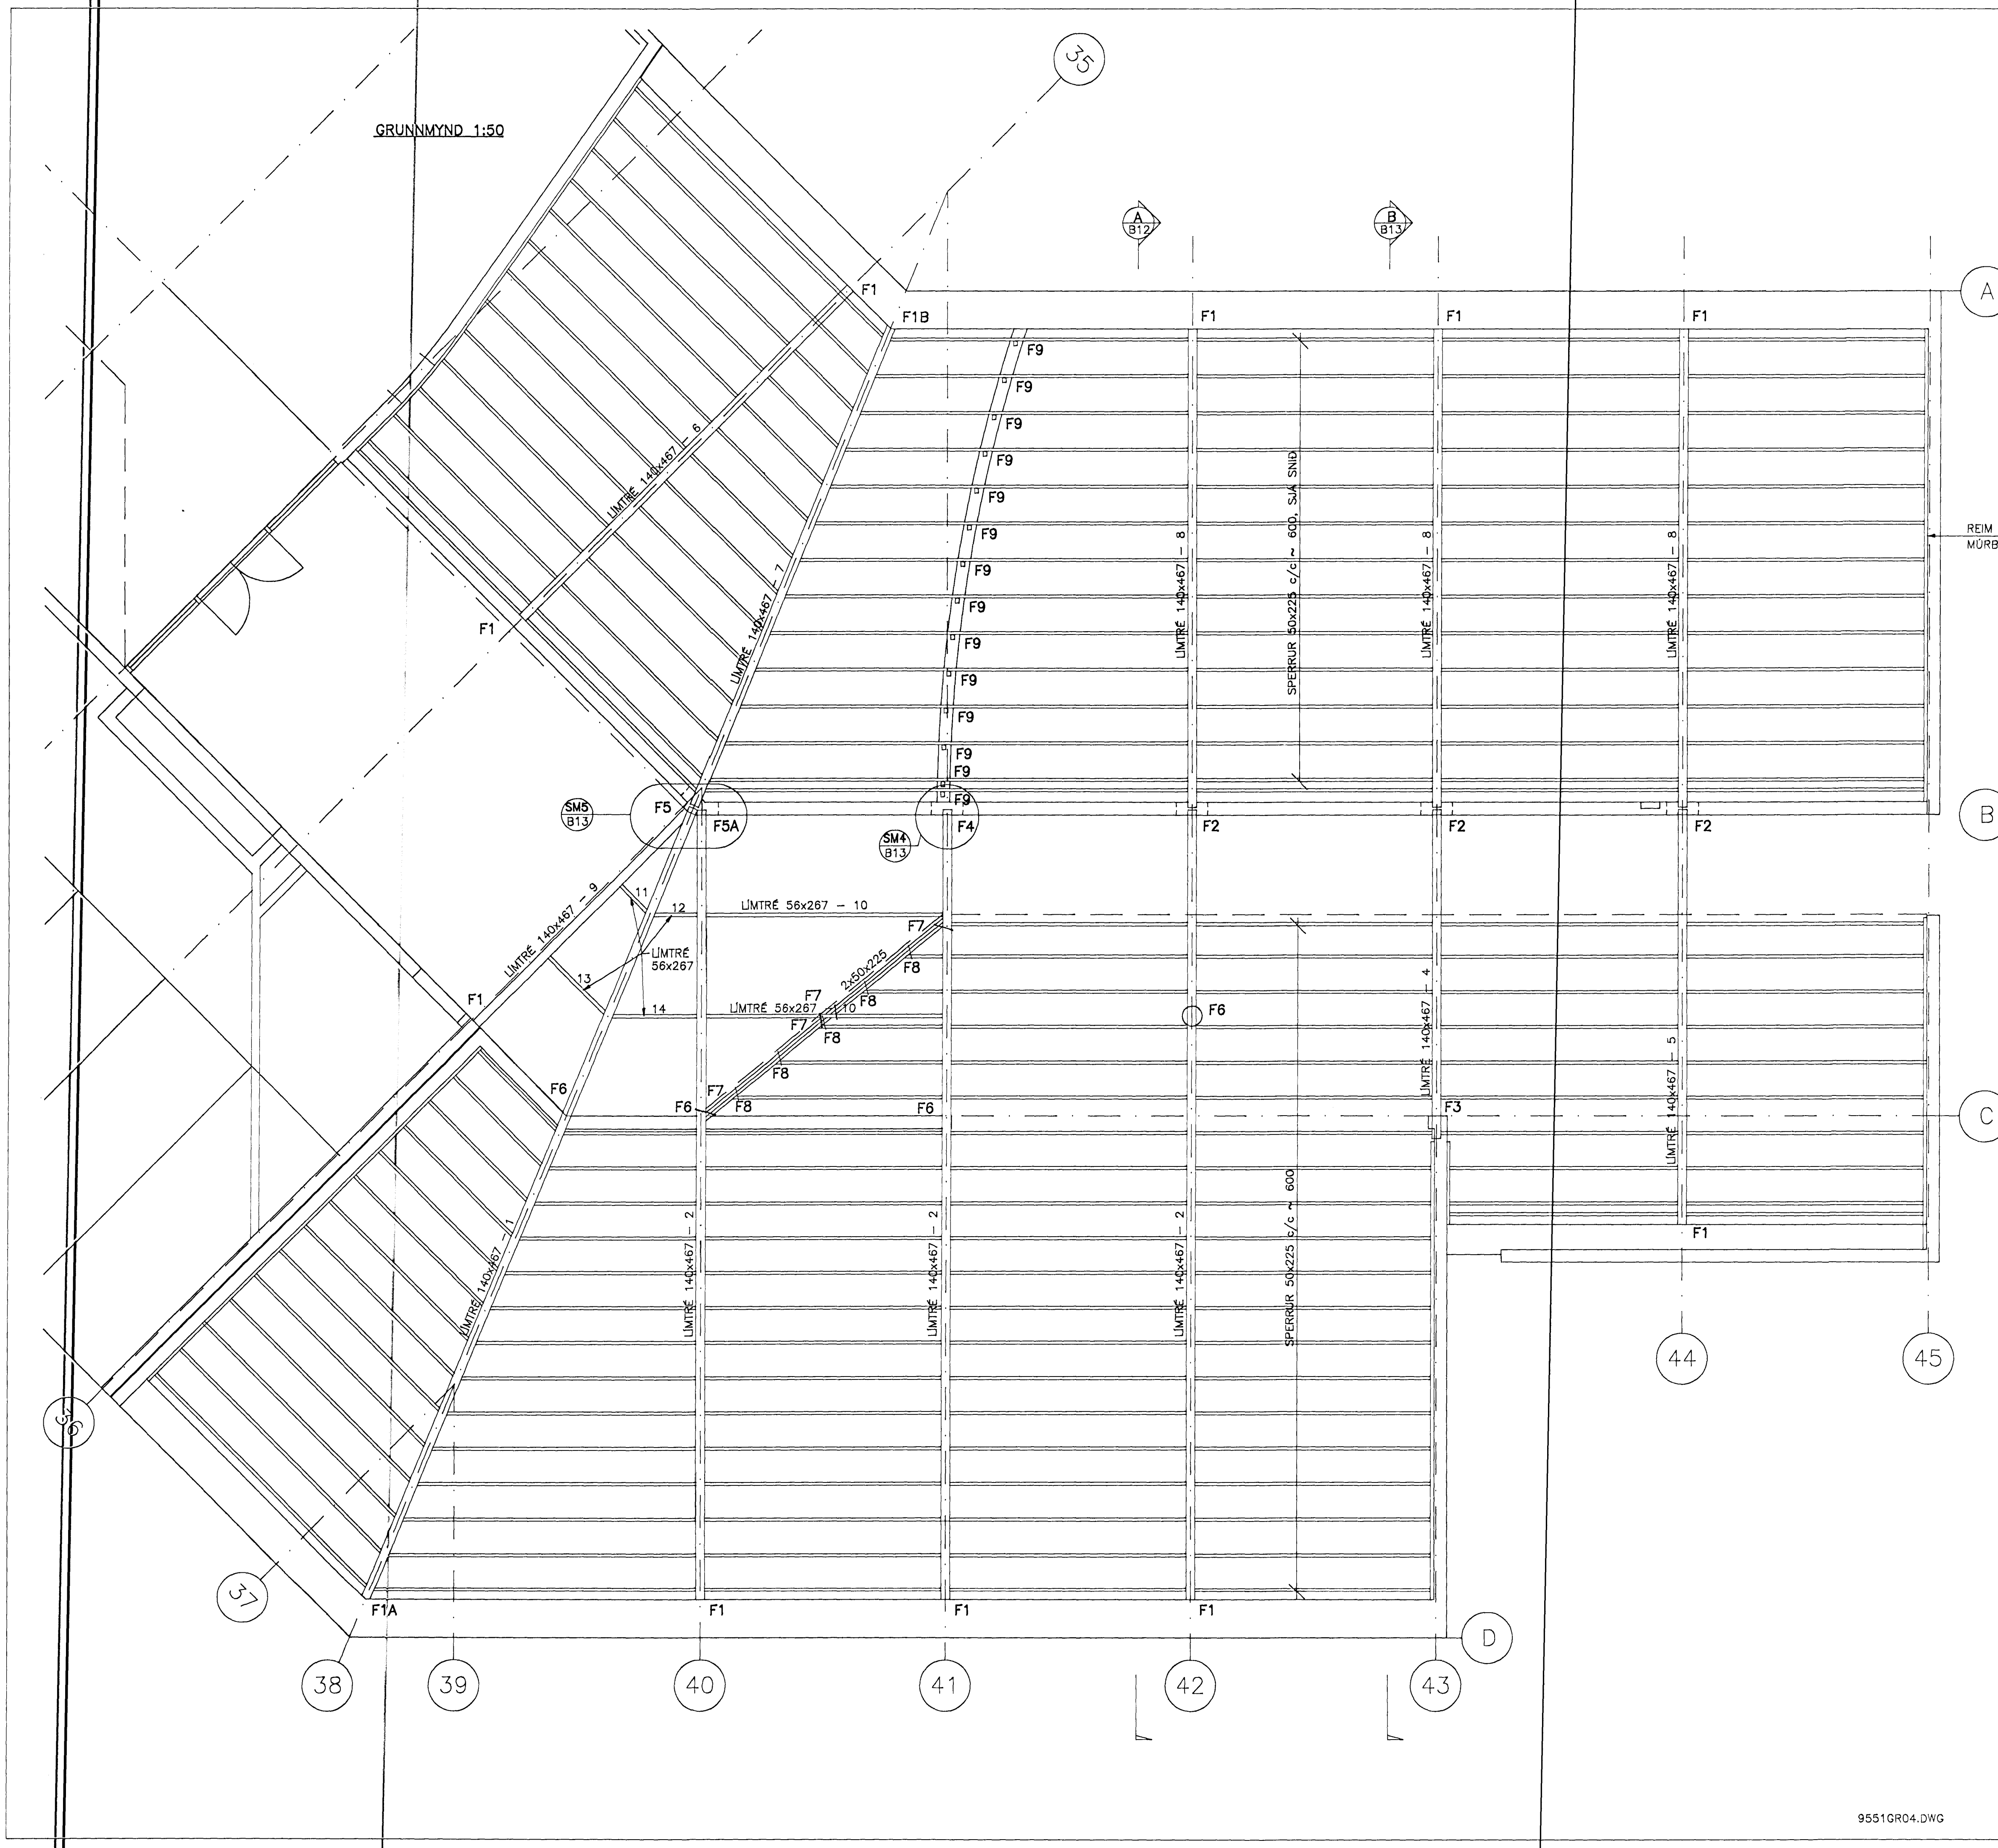 35
GRUNNMYND 1:50
A
B12
B
B13
A
F1
F1B
F1
F1
F1
F9
F9
F9
F9
F9
F9
F9
F9
F9
F9
F9
F9
F9
F9
LÍMTRÉ 140x467 – 6
LÍMTRÉ 140x467 – 7
LÍMTRÉ 140x467 – 8
SPERRUR 50x225 c/c ~ 600, SJÁ SNIÐ
LÍMTRÉ 140x467 – 8
LÍMTRÉ 140x467 – 8
REIM
MÚRB
F1
SM5
B13
F5
F5A
SM4
B13
F4
F2
F2
F2
B
LÍMTRÉ 140x467 – 9
11
12
LÍMTRÉ 56x267 – 10
LÍMTRÉ
56x267
13
14
F7
F8
2x50x225
F8
F7
LÍMTRÉ 56x267 – 10
F7
F8
F8
F7
F8
F1
F6
F6
F6
F6
LÍMTRÉ 140x467 – 4
F3
LÍMTRÉ 140x467 – 5
C
F1
LÍMTRÉ 140x467 – 1
LÍMTRÉ 140x467 – 2
LÍMTRÉ 140x467 – 2
LÍMTRÉ 140x467 – 2
SPERRUR 50x225 c/c ~ 600
44
45
36
37
F1A
F1
F1
F1
D
38
39
40
41
42
43
9551GR04.DWG